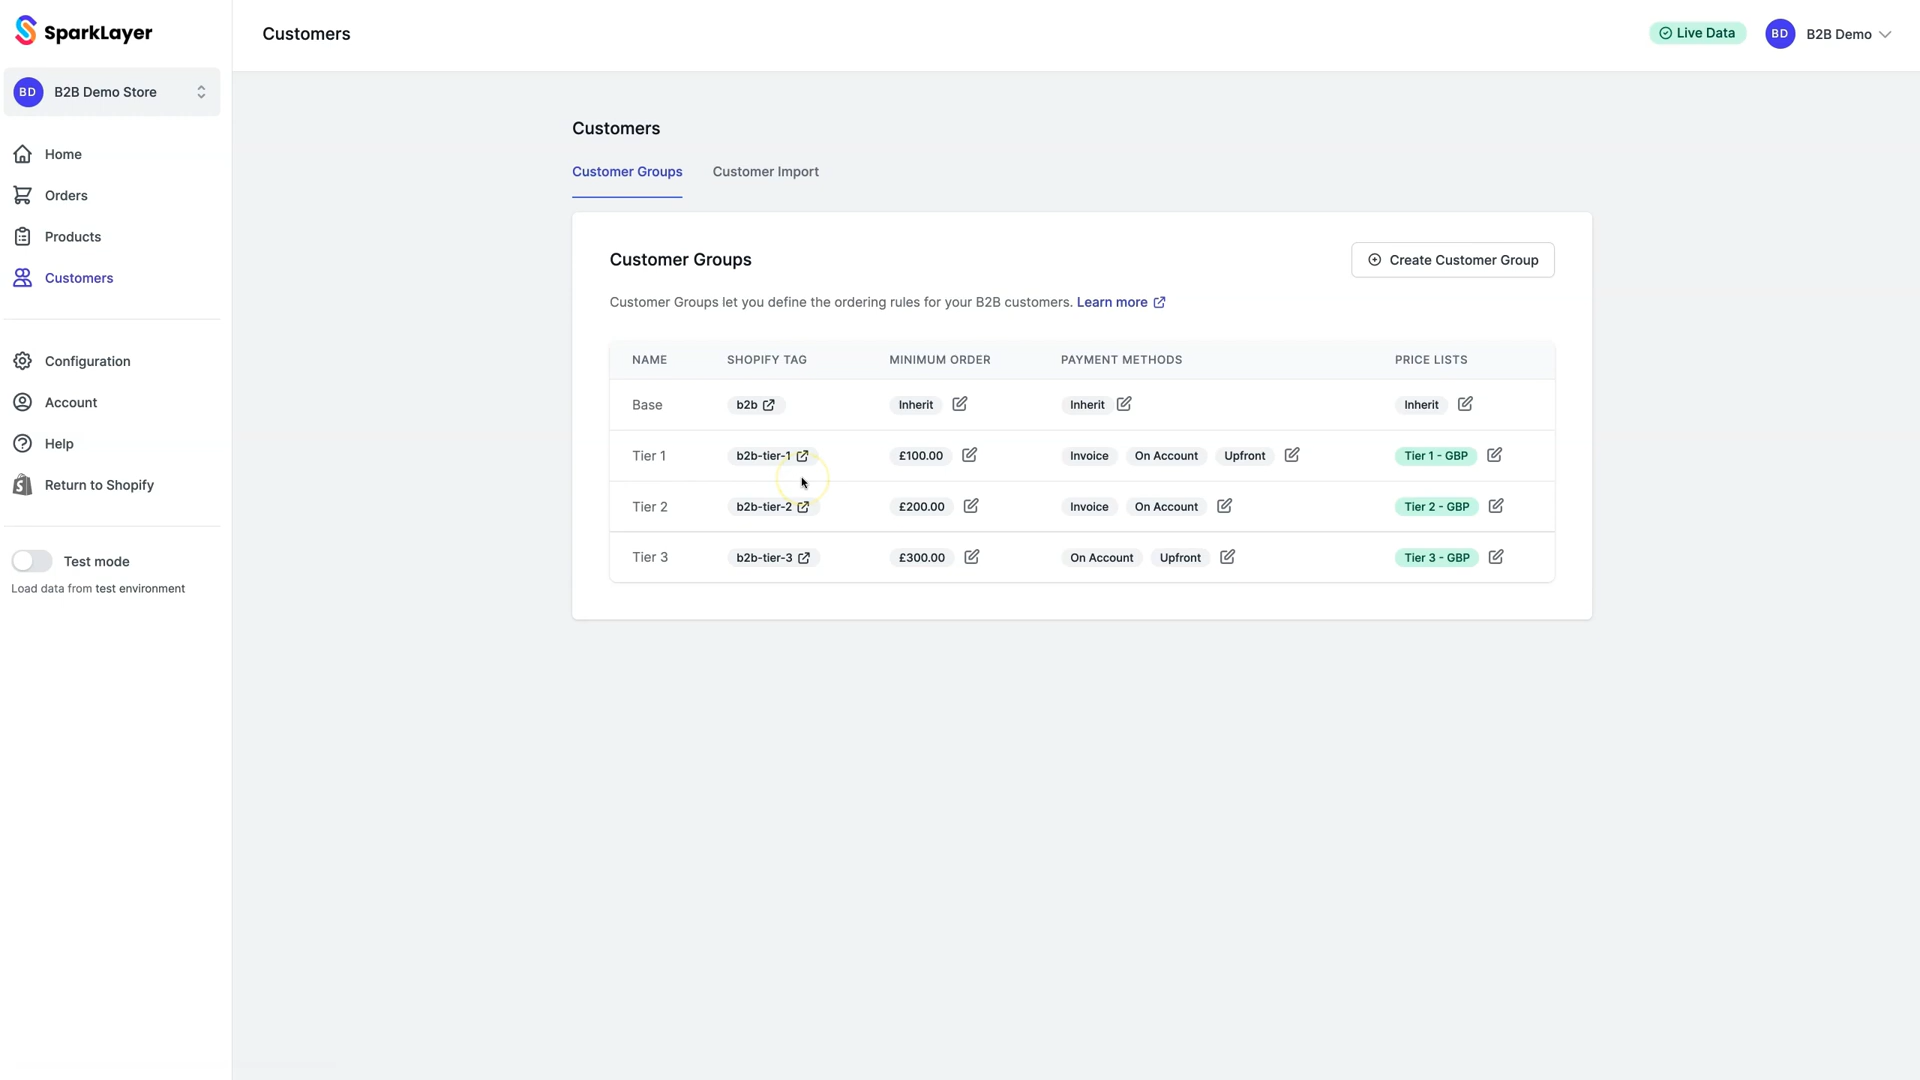 SparkLayer
Customers
Live Data
BD
B2B Demo
BD
B2B Demo Store
Home
Orders
Products
Customers
Configuration
Account
Help
Return to Shopify
Test mode
Load data from test environment
Customers
Customer Groups
Customer Import
Customer Groups
Create Customer Group
Customer Groups let you define the ordering rules for your B2B customers. Learn more
NAME SHOPIFY TAG MINIMUM ORDER PAYMENT METHODS PRICE LISTS
Base b2b Inherit Inherit Inherit
Tier 1 b2b-tier-1 £100.00 Invoice On Account Upfront Tier 1 - GBP
Tier 2 b2b-tier-2 £200.00 Invoice On Account Tier 2 - GBP
Tier 3 b2b-tier-3 £300.00 On Account Upfront Tier 3 - GBP